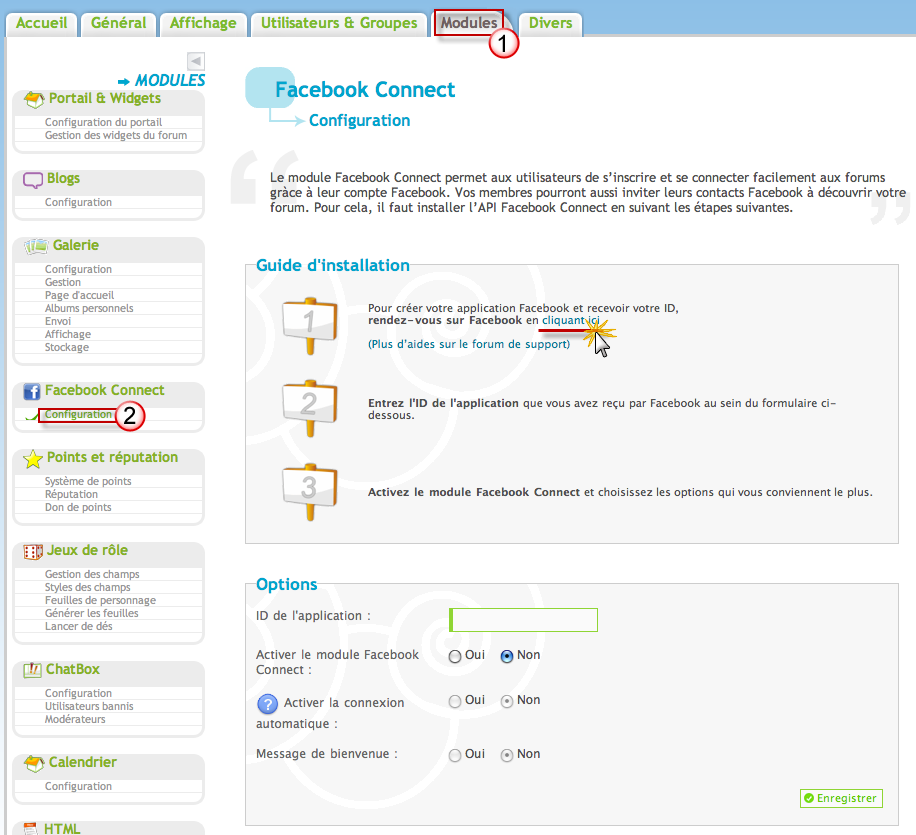 Accueil
Général
Affichage
Utilisateurs & Groupes
Modules
Divers
1
MODULES
Portail & Widgets
Configuration du portail
Gestion des widgets du forum
Blogs
Configuration
Galerie
Configuration
Gestion
Page d'accueil
Albums personnels
Envoi
Affichage
Stockage
Facebook Connect
Configuration
2
Points et réputation
Système de points
Réputation
Don de points
Jeux de rôle
Gestion des champs
Styles des champs
Feuilles de personnage
Générer les feuilles
Lancer de dés
ChatBox
Configuration
Utilisateurs bannis
Modérateurs
Calendrier
Configuration
HTML
Facebook Connect
Configuration
Le module Facebook Connect permet aux utilisateurs de s'inscrire et se connecter facilement aux forums
grâce à leur compte Facebook. Vos membres pourront aussi inviter leurs contacts Facebook à découvrir votre
forum. Pour cela, il faut installer l'API Facebook Connect en suivant les étapes suivantes.
Guide d'installation
1
Pour créer votre application Facebook et recevoir votre ID,
rendez-vous sur Facebook en cliquant ici
(Plus d'aides sur le forum de support)
2
Entrez l'ID de l'application que vous avez reçu par Facebook au sein du formulaire ci-
dessous.
3
Activez le module Facebook Connect et choisissez les options qui vous conviennent le plus.
Options
ID de l'application :
Activer le module Facebook
Connect :
Oui Non
? Activer la connexion
automatique :
Oui Non
Message de bienvenue :
Oui Non
Enregistrer